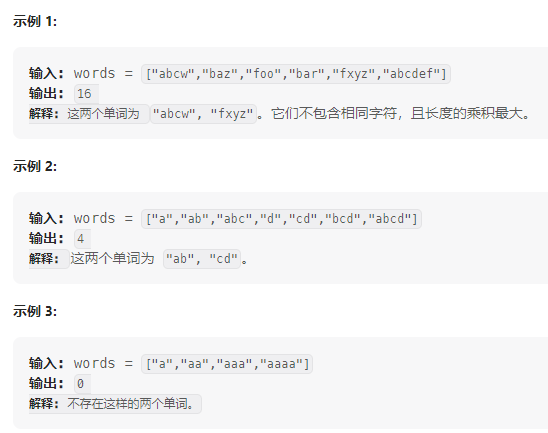 示例 1:
输入: words = ["abcw","baz","foo","bar","fxyz","abcdef"]
输出: 16
解释: 这两个单词为 "abcw", "fxyz"。它们不包含相同字符，且长度的乘积最大。
示例 2:
输入: words = ["a","ab","abc","d","cd","bcd","abcd"]
输出: 4
解释: 这两个单词为 "ab", "cd"。
示例 3:
输入: words = ["a","aa","aaa","aaaa"]
输出: 0
解释: 不存在这样的两个单词。